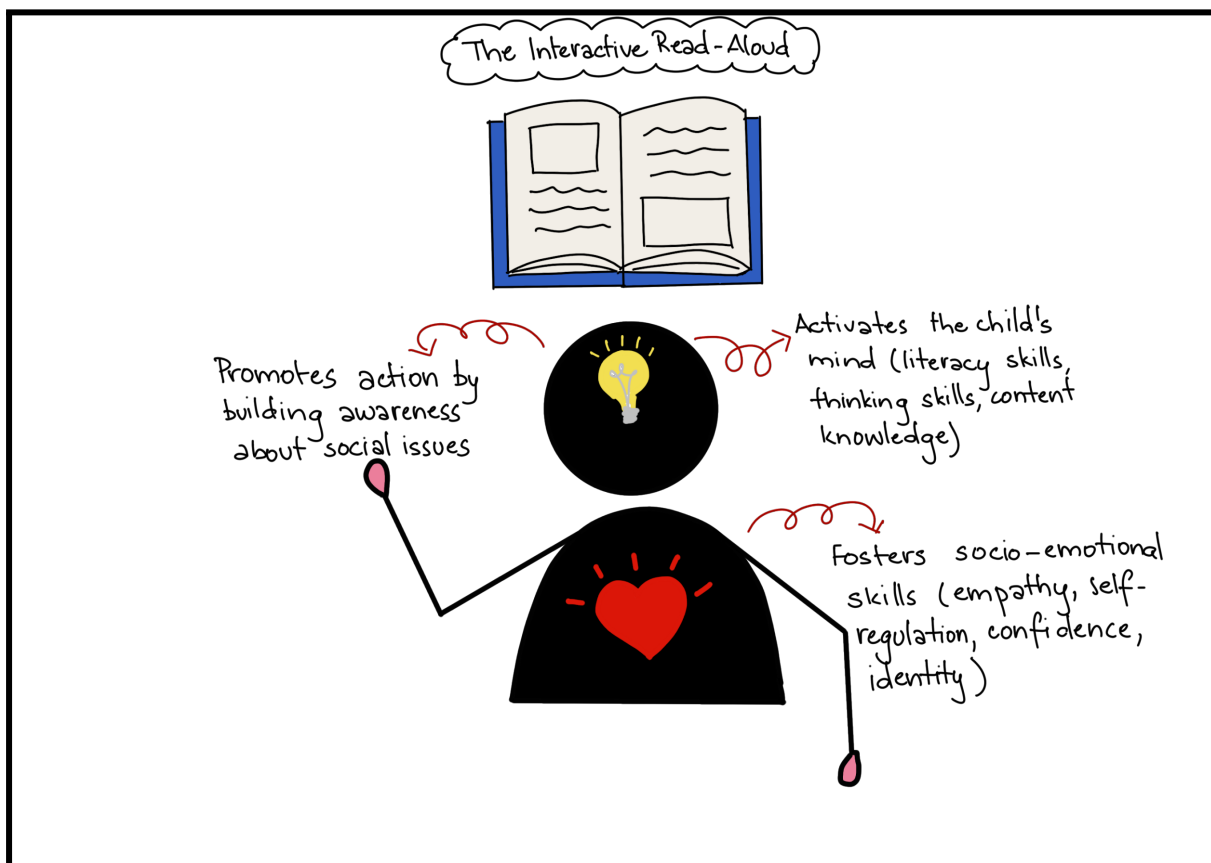 The Interactive Read-Aloud
Promotes action by
building awareness
about social issues
Activates the child's
mind (literacy skills,
thinking skills, content
knowledge)
Fosters socio-emotional
skills (empathy, self-
regulation, confidence,
identity)